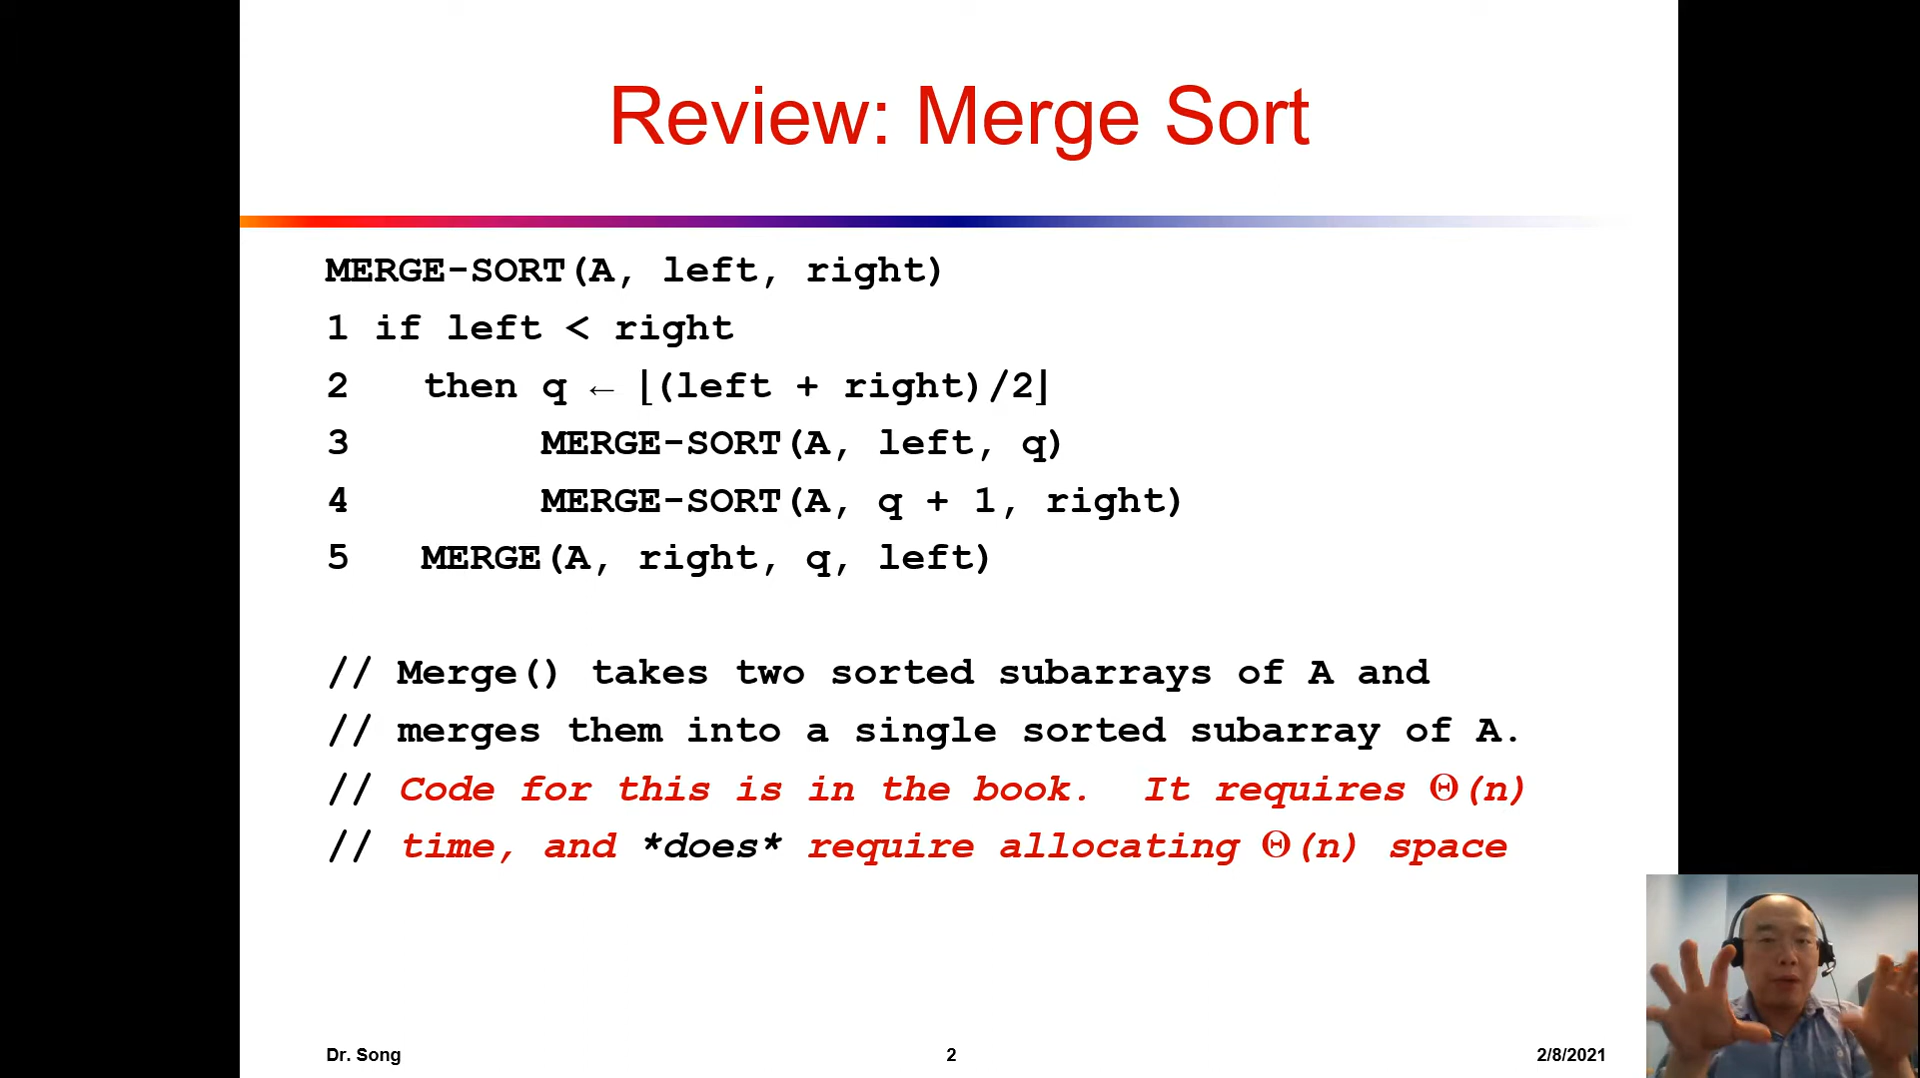 Review: Merge Sort
MERGE-SORT(A, left, right)
1 if left < right
2 then q ← ⌊(left + right)/2⌋
3 MERGE-SORT(A, left, q)
4 MERGE-SORT(A, q + 1, right)
5 MERGE(A, right, q, left)
// Merge() takes two sorted subarrays of A and
// merges them into a single sorted subarray of A.
// Code for this is in the book. It requires Θ(n)
// time, and *does* require allocating Θ(n) space
Dr. Song 2 2/8/2021